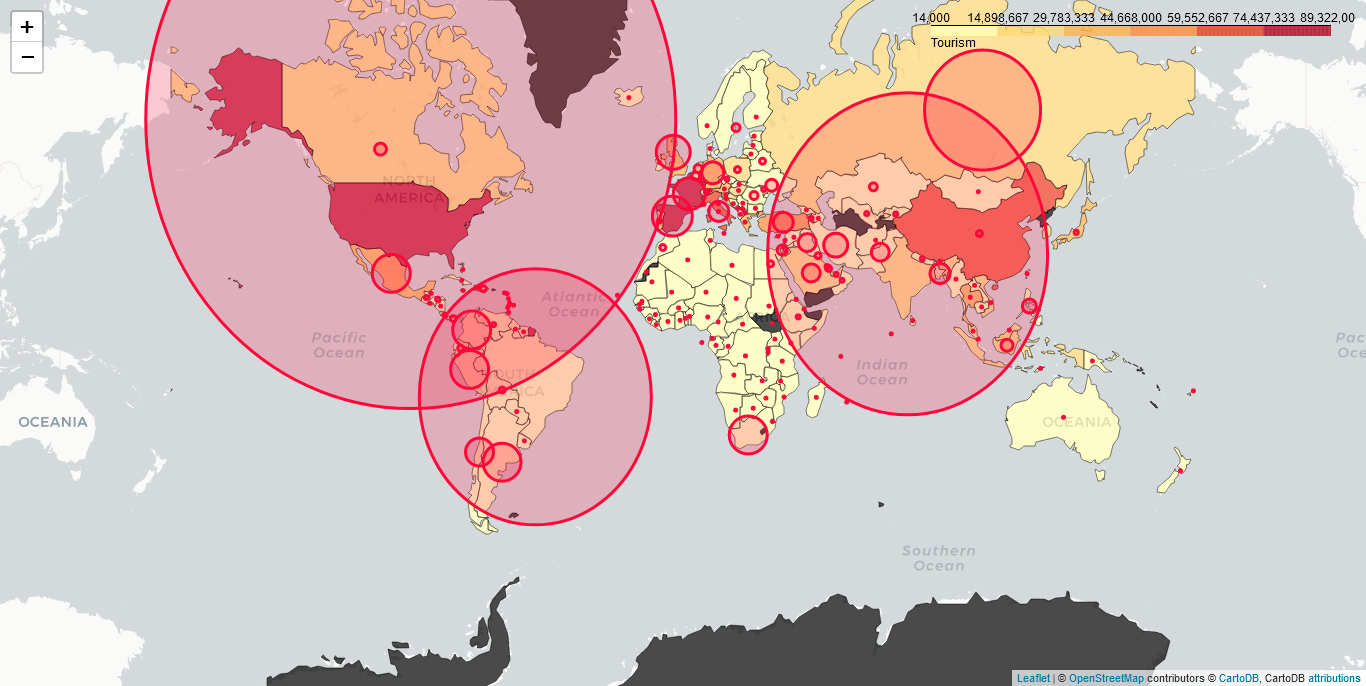 +
−
14,000 14,898,667 29,783,333 44,668,000 59,552,667 74,437,333 89,322,00
Tourism
NORTH
AMERICA
Atlantic
Ocean
Pacific
Ocean
Pac
Oce
SOUTH
AMERICA
Indian
Ocean
OCEANIA
OCEANIA
Southern
Ocean
Leaflet | © OpenStreetMap contributors © CartoDB, CartoDB attributions